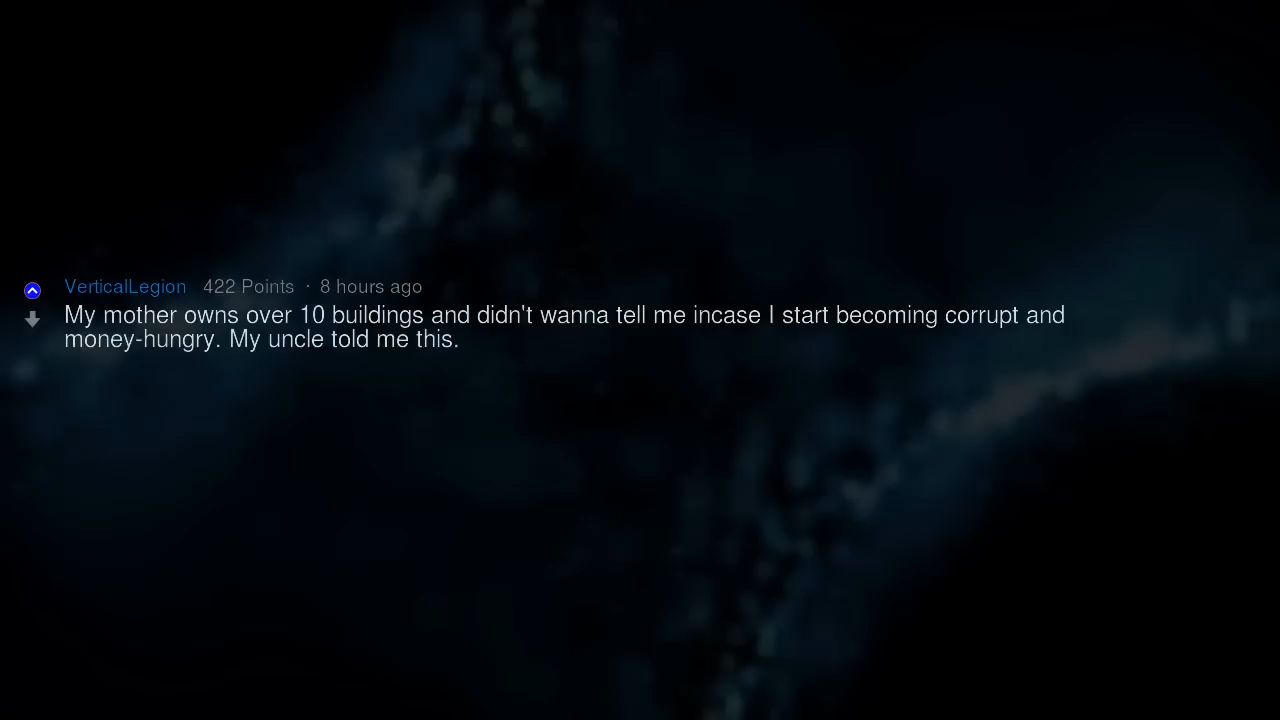 VerticalLegion 422 Points · 8 hours ago
My mother owns over 10 buildings and didn't wanna tell me incase I start becoming corrupt and
money-hungry. My uncle told me this.